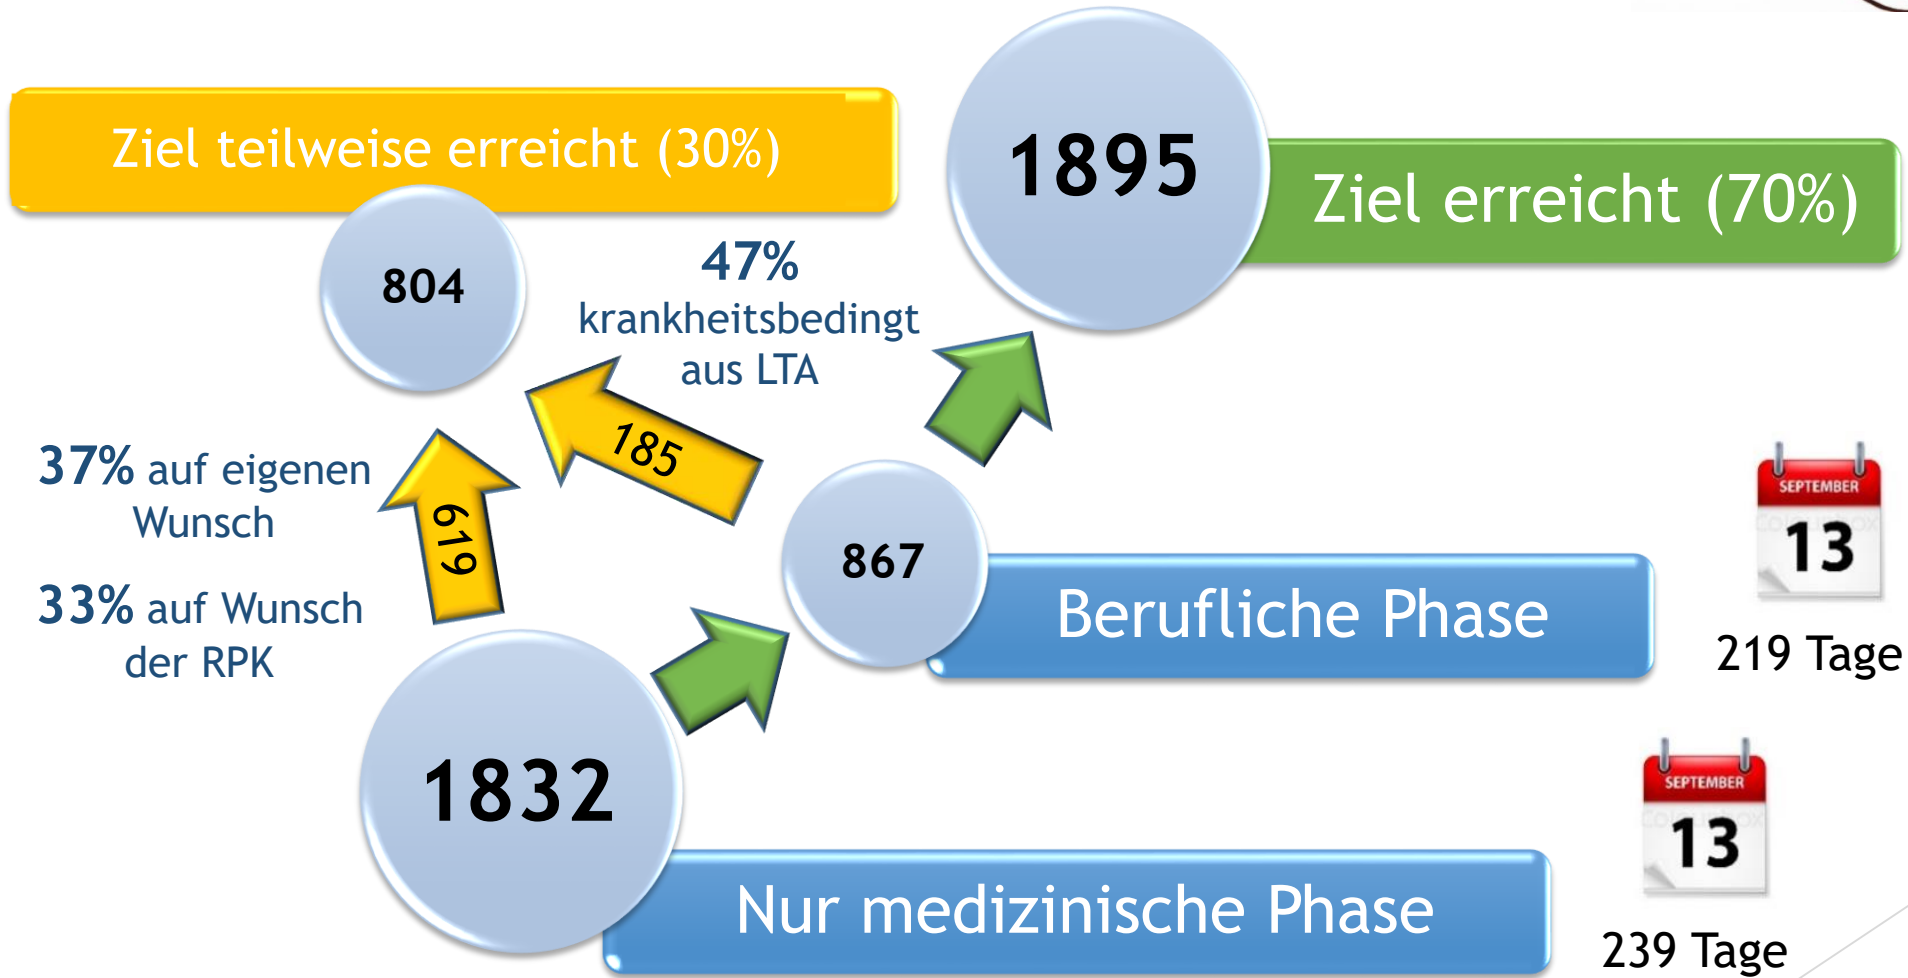 Ziel teilweise erreicht (30%)
1895
Ziel erreicht (70%)
804
47%
krankheitsbedingt
aus LTA
185
37% auf eigenen
Wunsch
619
33% auf Wunsch
der RPK
867
Berufliche Phase
SEPTEMBER
13
219 Tage
1832
Nur medizinische Phase
SEPTEMBER
13
239 Tage